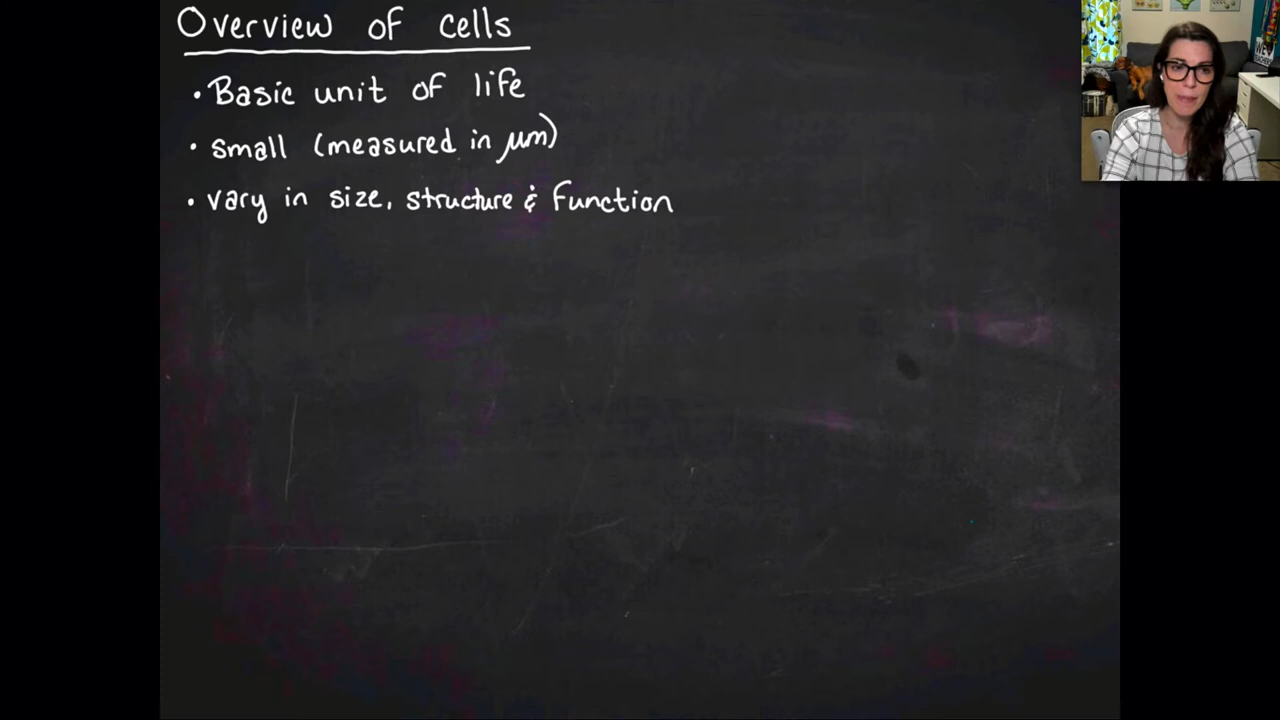 Overview of cells
• Basic unit of life
• small (measured in μm)
• vary in size, structure & function